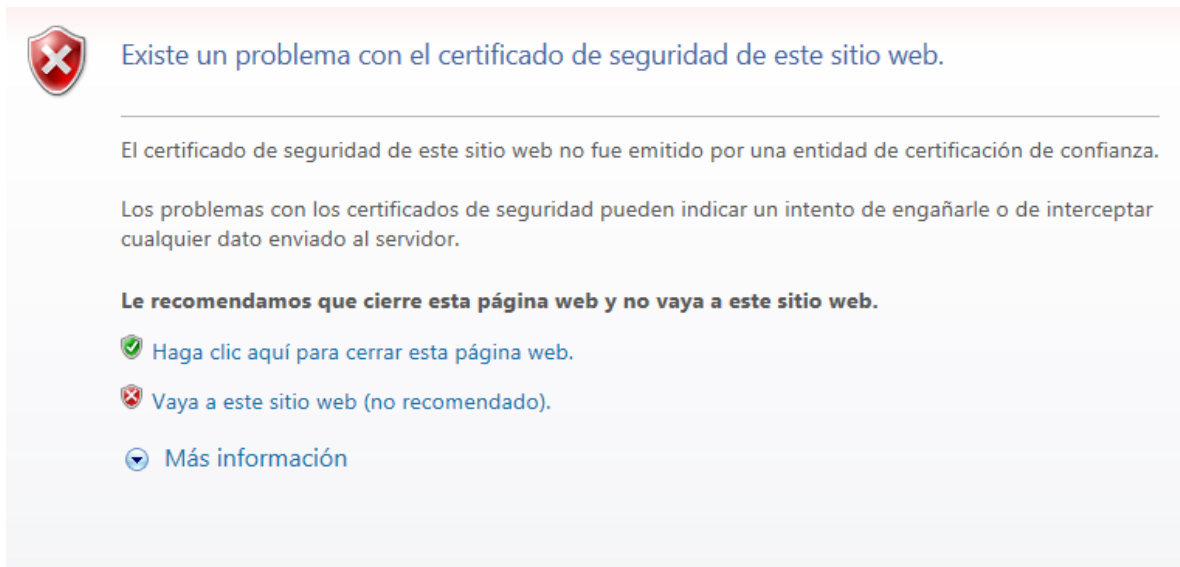 Existe un problema con el certificado de seguridad de este sitio web.
El certificado de seguridad de este sitio web no fue emitido por una entidad de certificación de confianza.
Los problemas con los certificados de seguridad pueden indicar un intento de engañarle o de interceptar
cualquier dato enviado al servidor.
Le recomendamos que cierre esta página web y no vaya a este sitio web.
Haga clic aquí para cerrar esta página web.
Vaya a este sitio web (no recomendado).
Más información